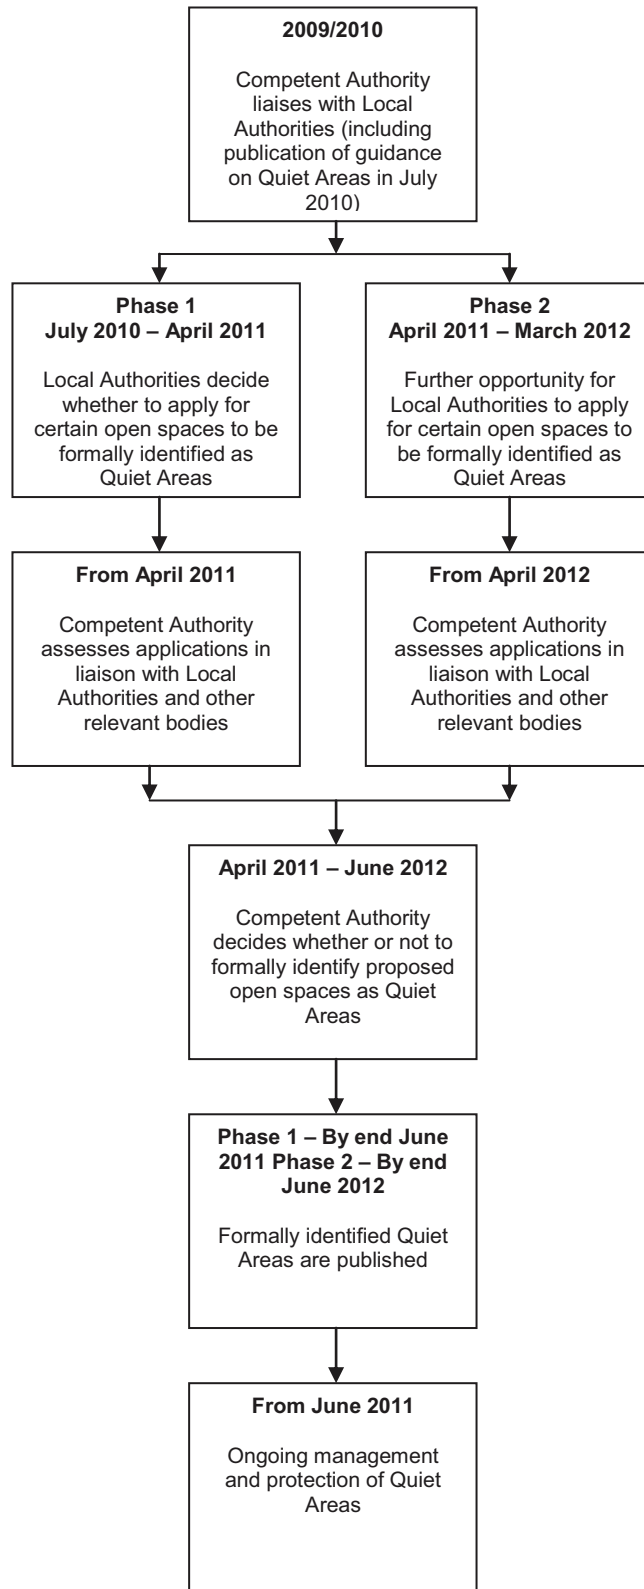 2009/2010
Competent Authority
liaises with Local
Authorities (including
publication of guidance
on Quiet Areas in July
2010)
Phase 1
July 2010 – April 2011
Local Authorities decide
whether to apply for
certain open spaces to be
formally identified as
Quiet Areas
Phase 2
April 2011 – March 2012
Further opportunity for
Local Authorities to apply
for certain open spaces to
be formally identified as
Quiet Areas
From April 2011
Competent Authority
assesses applications in
liaison with Local
Authorities and other
relevant bodies
From April 2012
Competent Authority
assesses applications in
liaison with Local
Authorities and other
relevant bodies
April 2011 – June 2012
Competent Authority
decides whether or not to
formally identify proposed
open spaces as Quiet
Areas
Phase 1 – By end June
2011 Phase 2 – By end
June 2012
Formally identified Quiet
Areas are published
From June 2011
Ongoing management
and protection of Quiet
Areas